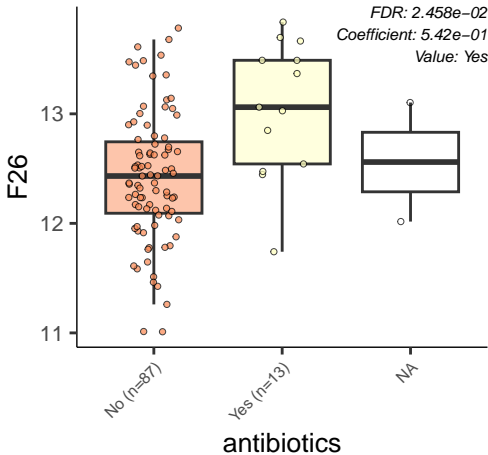 FDR: 2.458e−02
Coefficient: 5.42e−01
Value: Yes
13
12
11
F26
No (n=87)
Yes (n=13)
NA
antibiotics